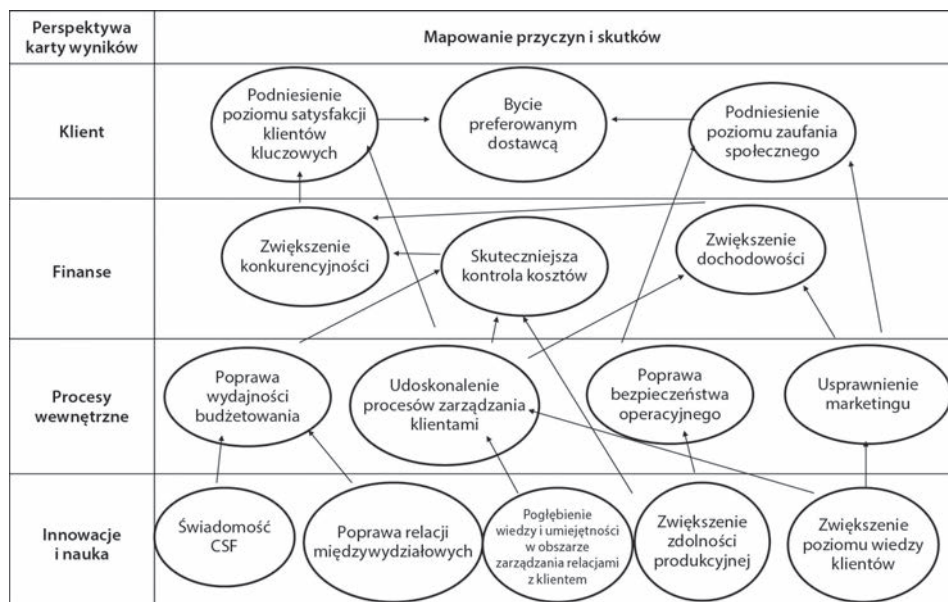 Perspektywa
karty wyników
Mapowanie przyczyn i skutków
Klient
Podniesienie
poziomu satysfakcji
klientów
kluczowych
Bycie
preferowanym
dostawcą
Podniesienie
poziomu zaufania
społecznego
Finanse
Zwiększenie
konkurencyjności
Skuteczniejsza
kontrola kosztów
Zwiększenie
dochodowości
Procesy
wewnętrzne
Poprawa
wydajności
budżetowania
Udoskonalenie
procesów zarządzania
klientami
Poprawa
bezpieczeństwa
operacyjnego
Usprawnienie
marketingu
Innowacje
i nauka
Świadomość
CSF
Poprawa relacji
międzywydziałowych
Pogłębienie
wiedzy i umiejętności
w obszarze
zarządzania relacjami
z klientem
Zwiększenie
zdolności
produkcyjnej
Zwiększenie
poziomu wiedzy
klientów